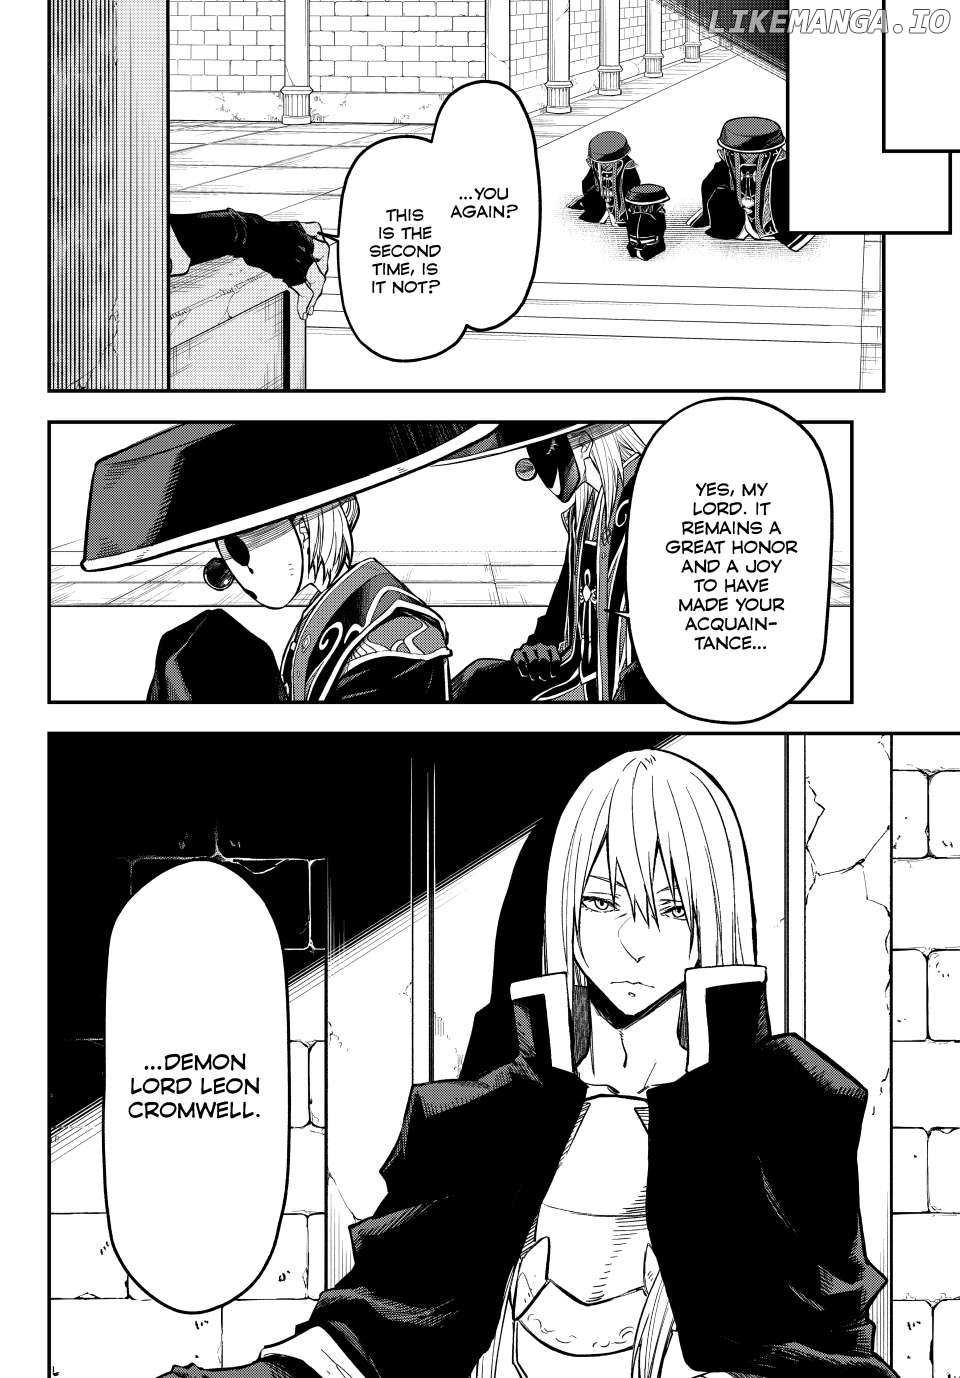 LIKEMANGA.IO
...YOU
AGAIN?
THIS
IS THE
SECOND
TIME, IS
IT NOT?
YES, MY
LORD. IT
REMAINS A
GREAT HONOR
AND A JOY
TO HAVE
MADE YOUR
ACQUAIN-
TANCE...
...DEMON
LORD LEON
CROMWELL.